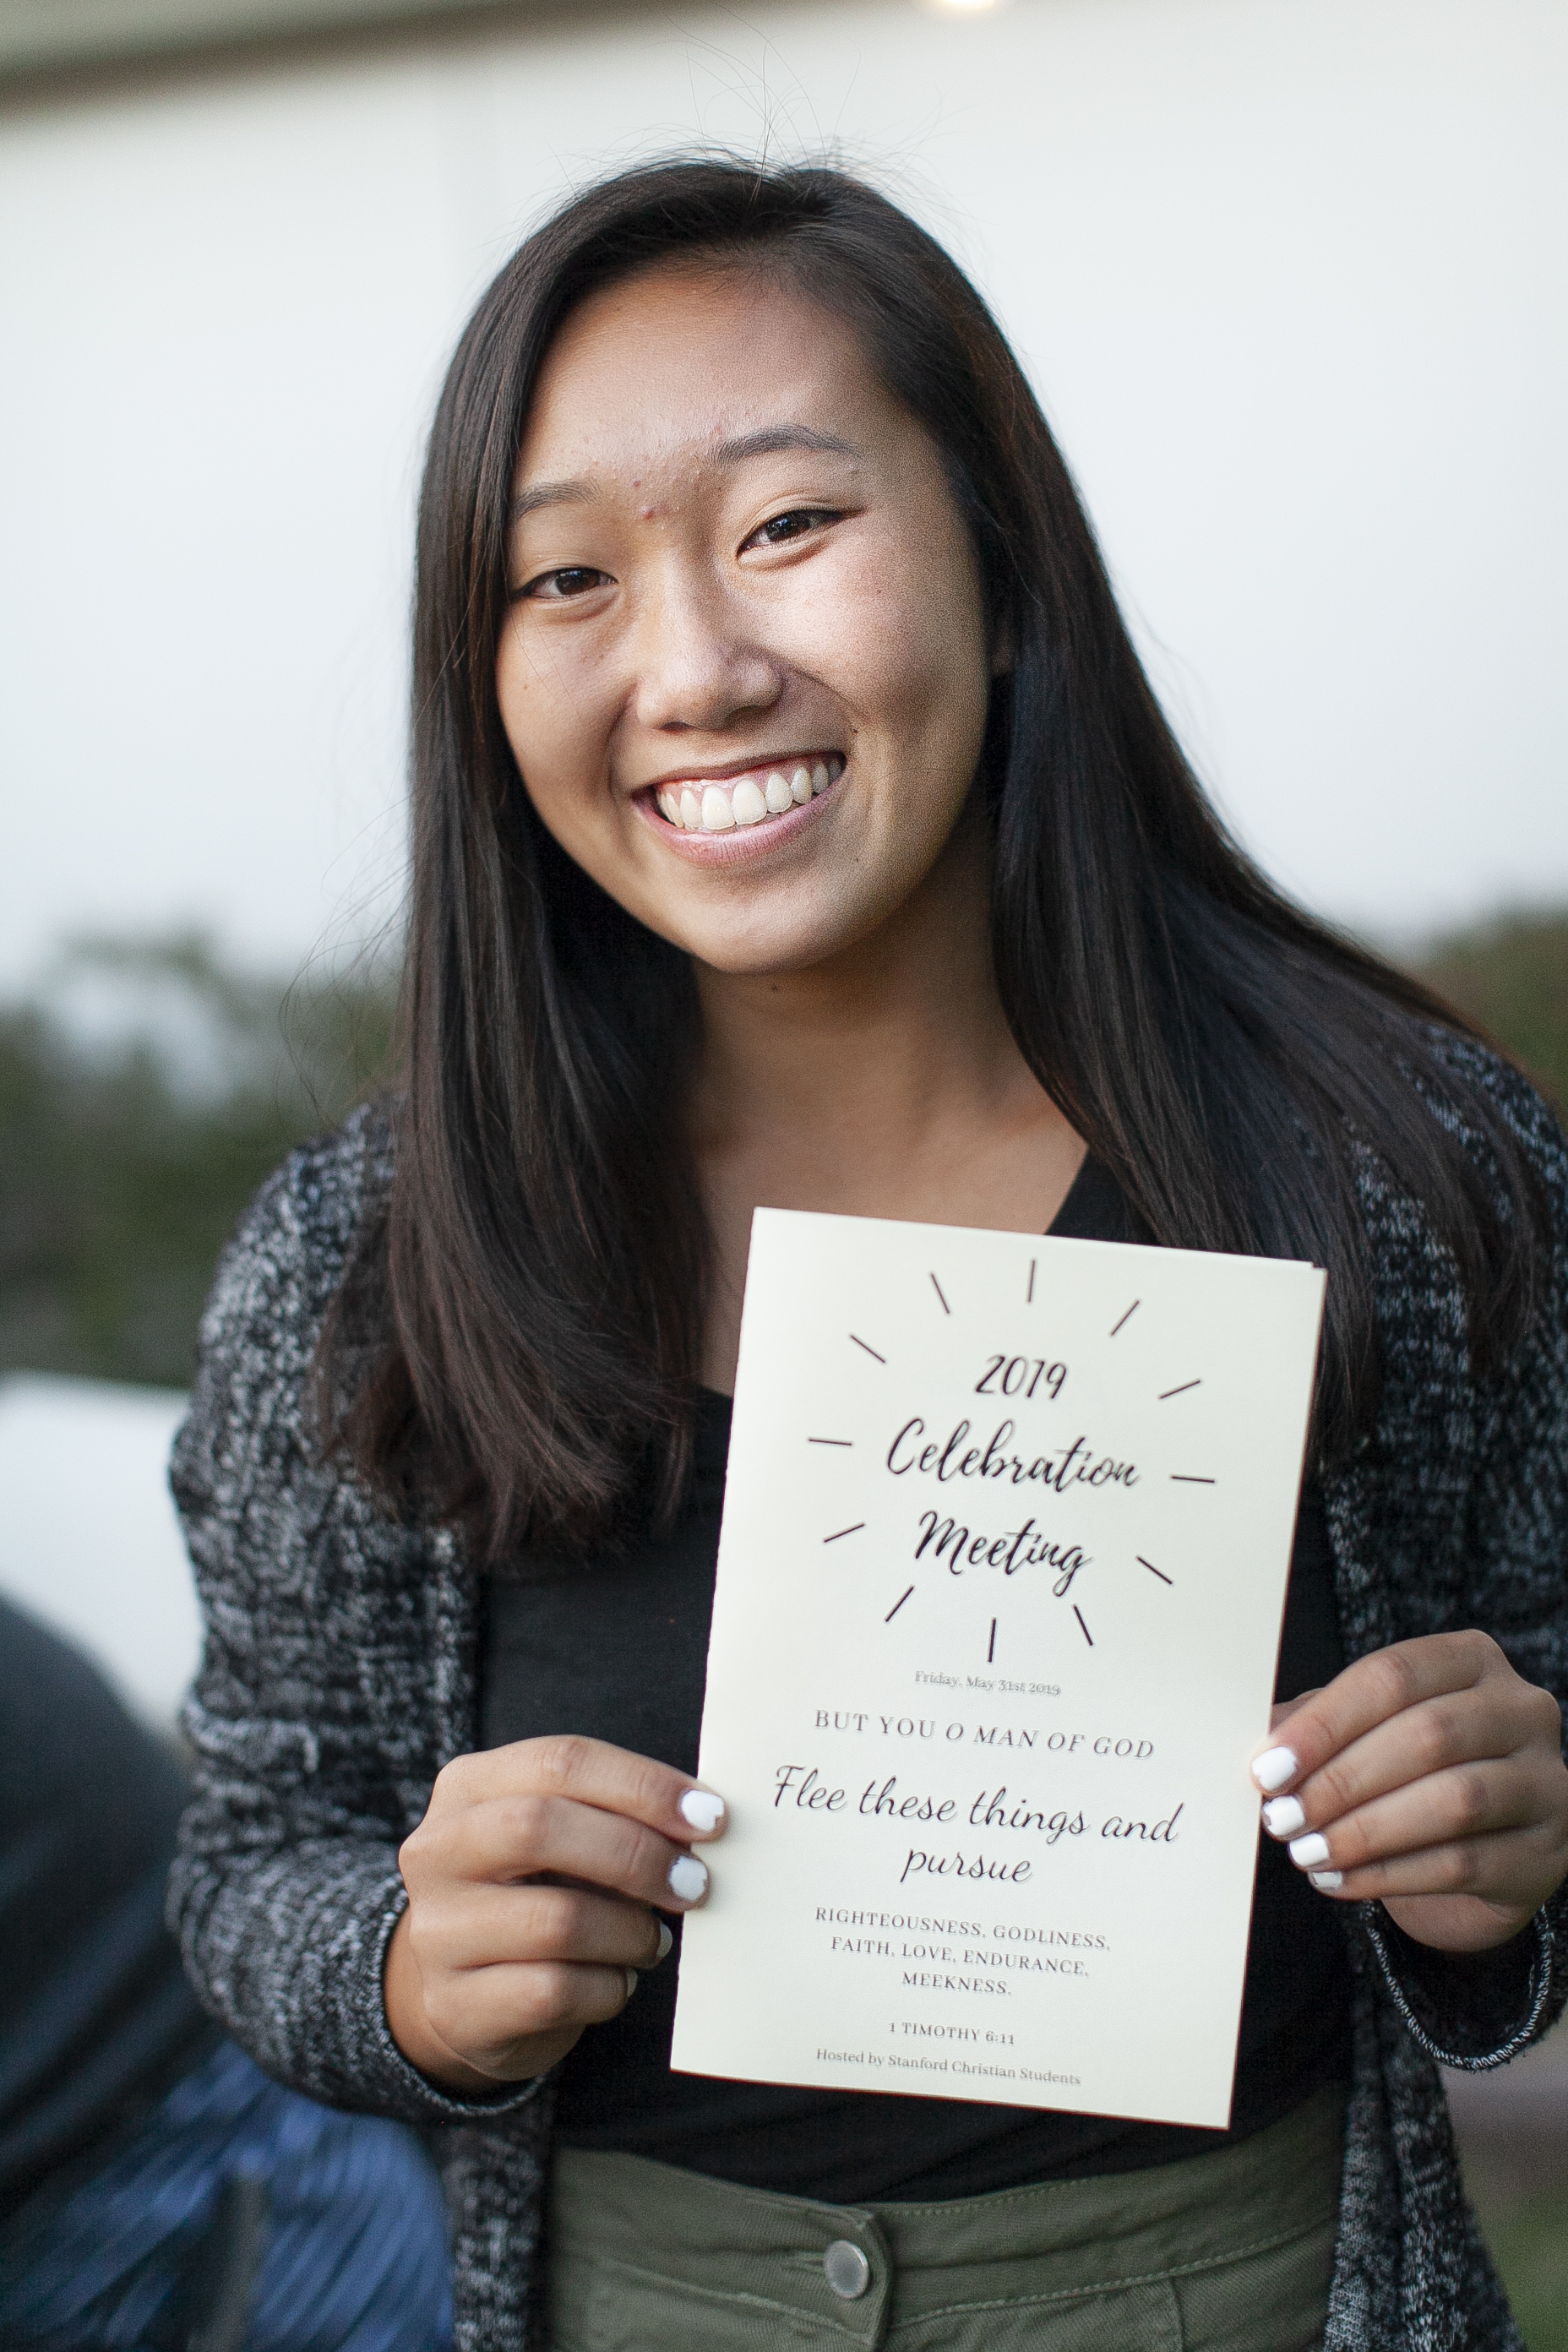 2019
Celebration
Meeting
Friday, May 31st 2019
BUT YOU O MAN OF GOD
Flee these things and
pursue
RIGHTEOUSNESS, GODLINESS,
FAITH, LOVE, ENDURANCE,
MEEKNESS.
1 TIMOTHY 6:11
Hosted by Stanford Christian Students